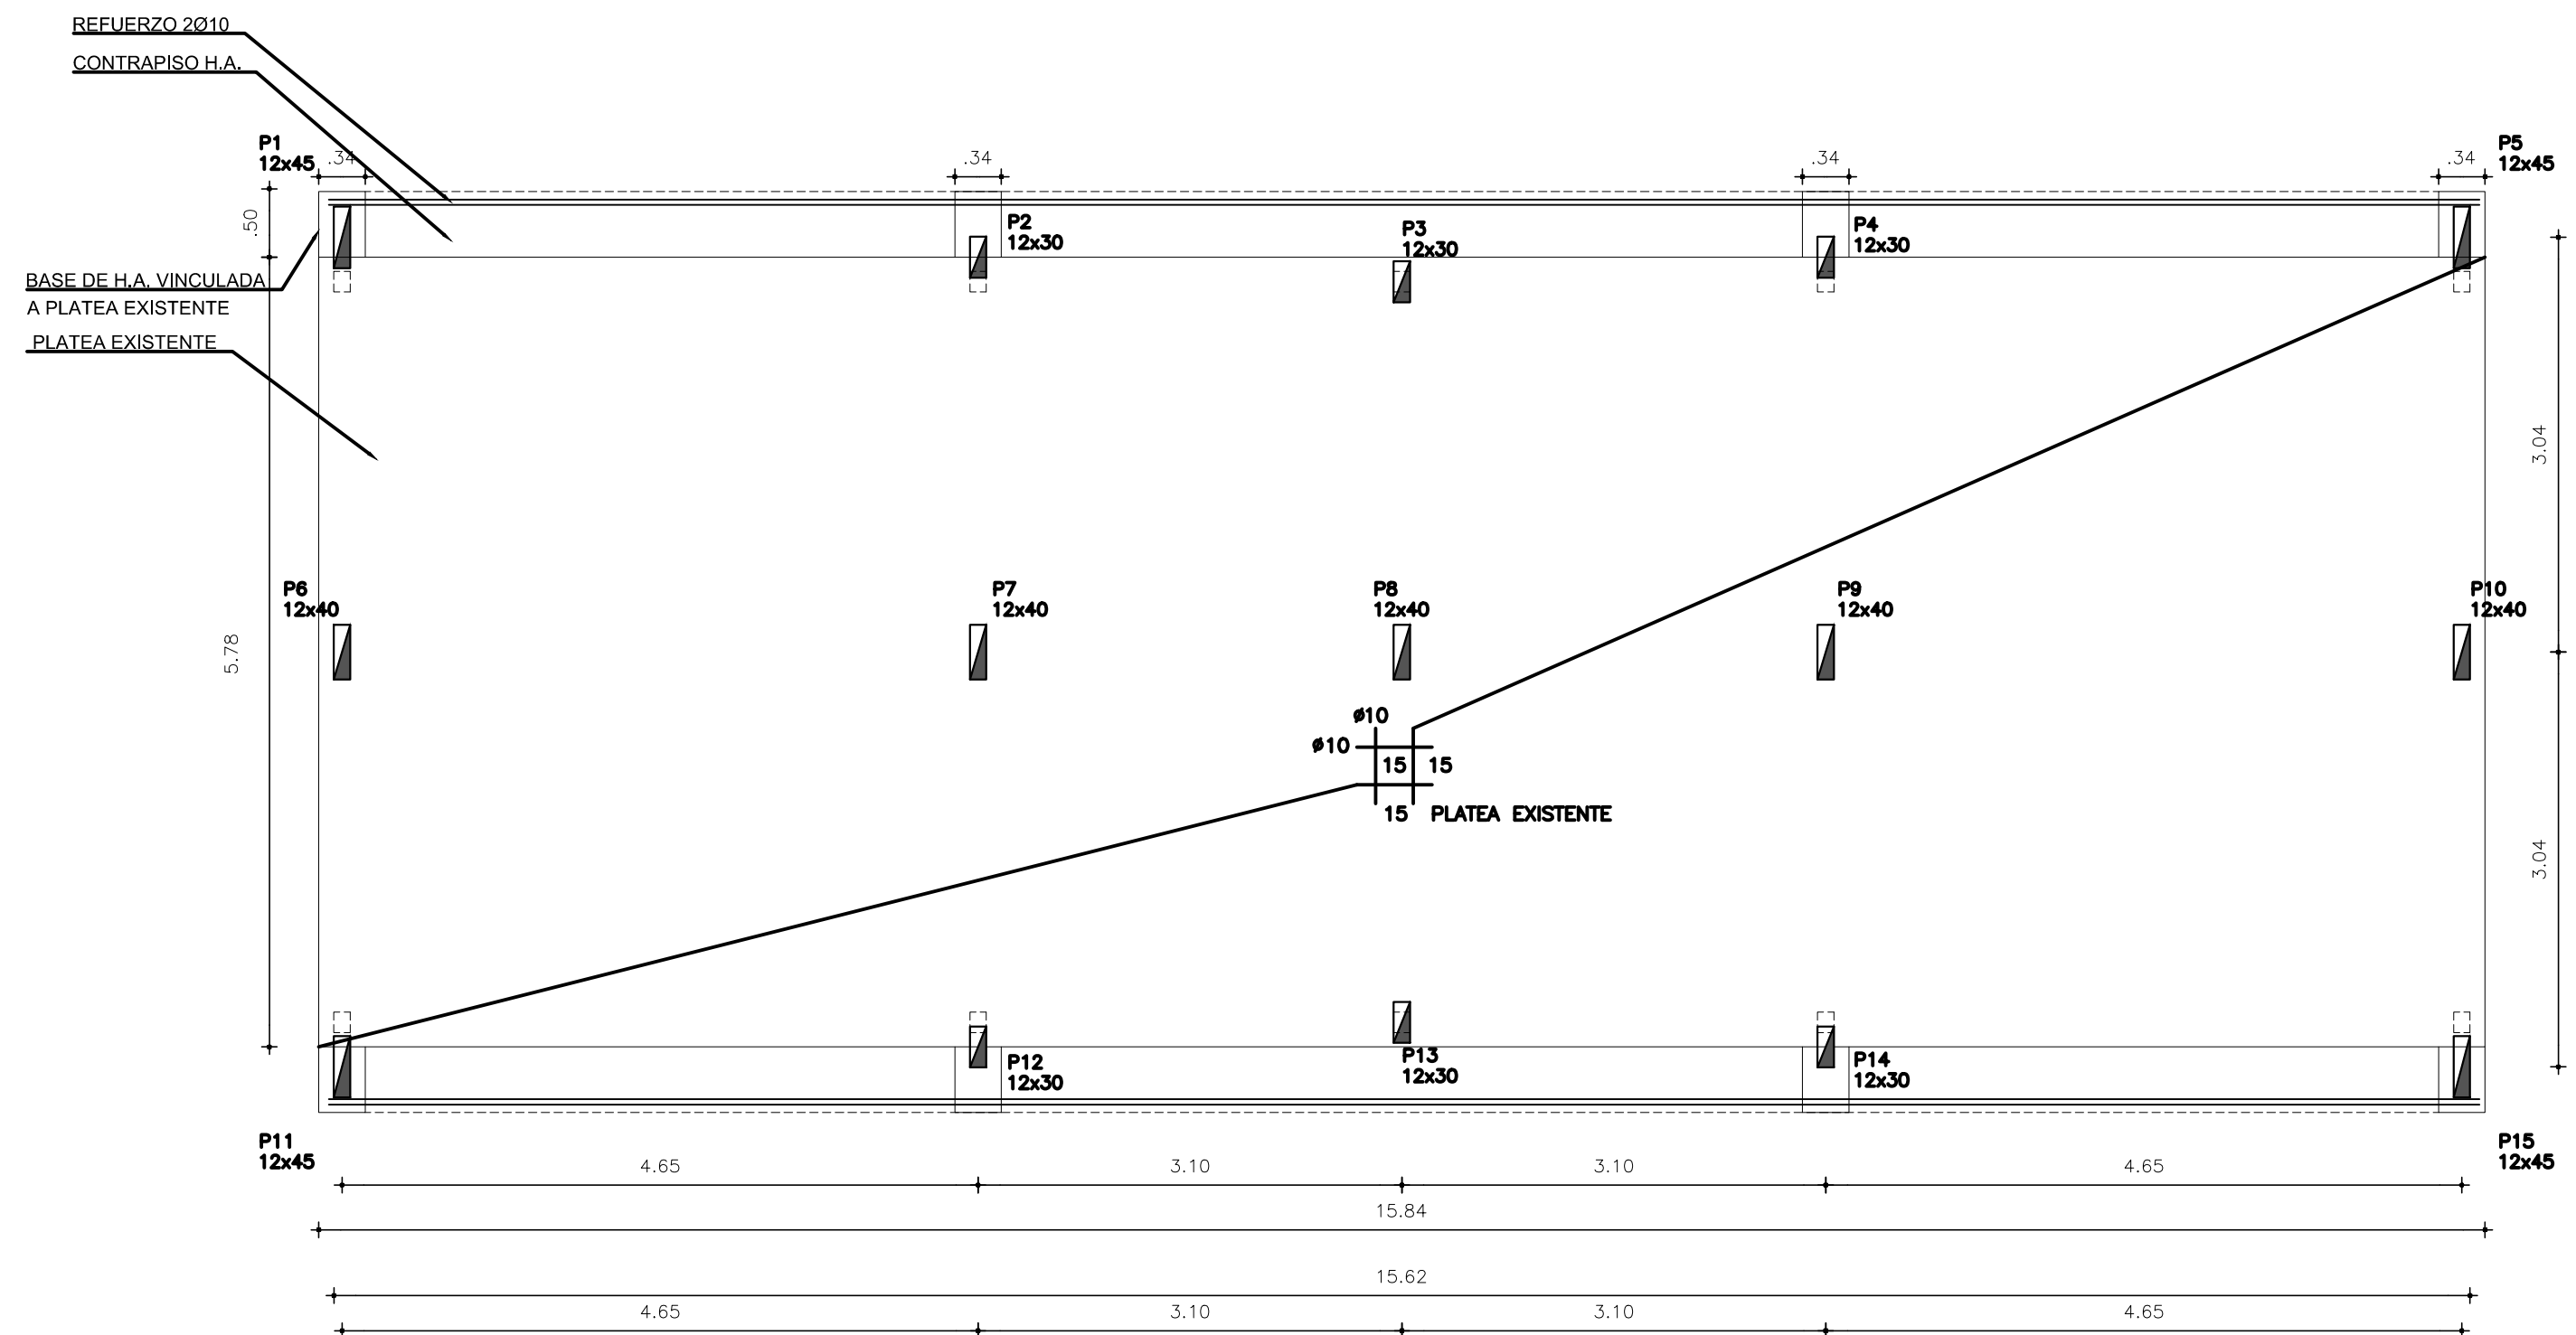 REFUERZO 2Ø10
CONTRAPISO H.A.
P1
12x45
.34
.34
.34
.34
P5
12x45
.50
P2
12x30
P3
12x30
P4
12x30
BASE DE H.A. VINCULADA
A PLATEA EXISTENTE
PLATEA EXISTENTE
3.04
P6
12x40
P7
12x40
P8
12x40
P9
12x40
P10
12x40
5.78
ø10
ø10
15 15
15 PLATEA EXISTENTE
3.04
P12
12x30
P13
12x30
P14
12x30
P11
12x45
P15
12x45
4.65 3.10 3.10 4.65
15.84
15.62
4.65 3.10 3.10 4.65